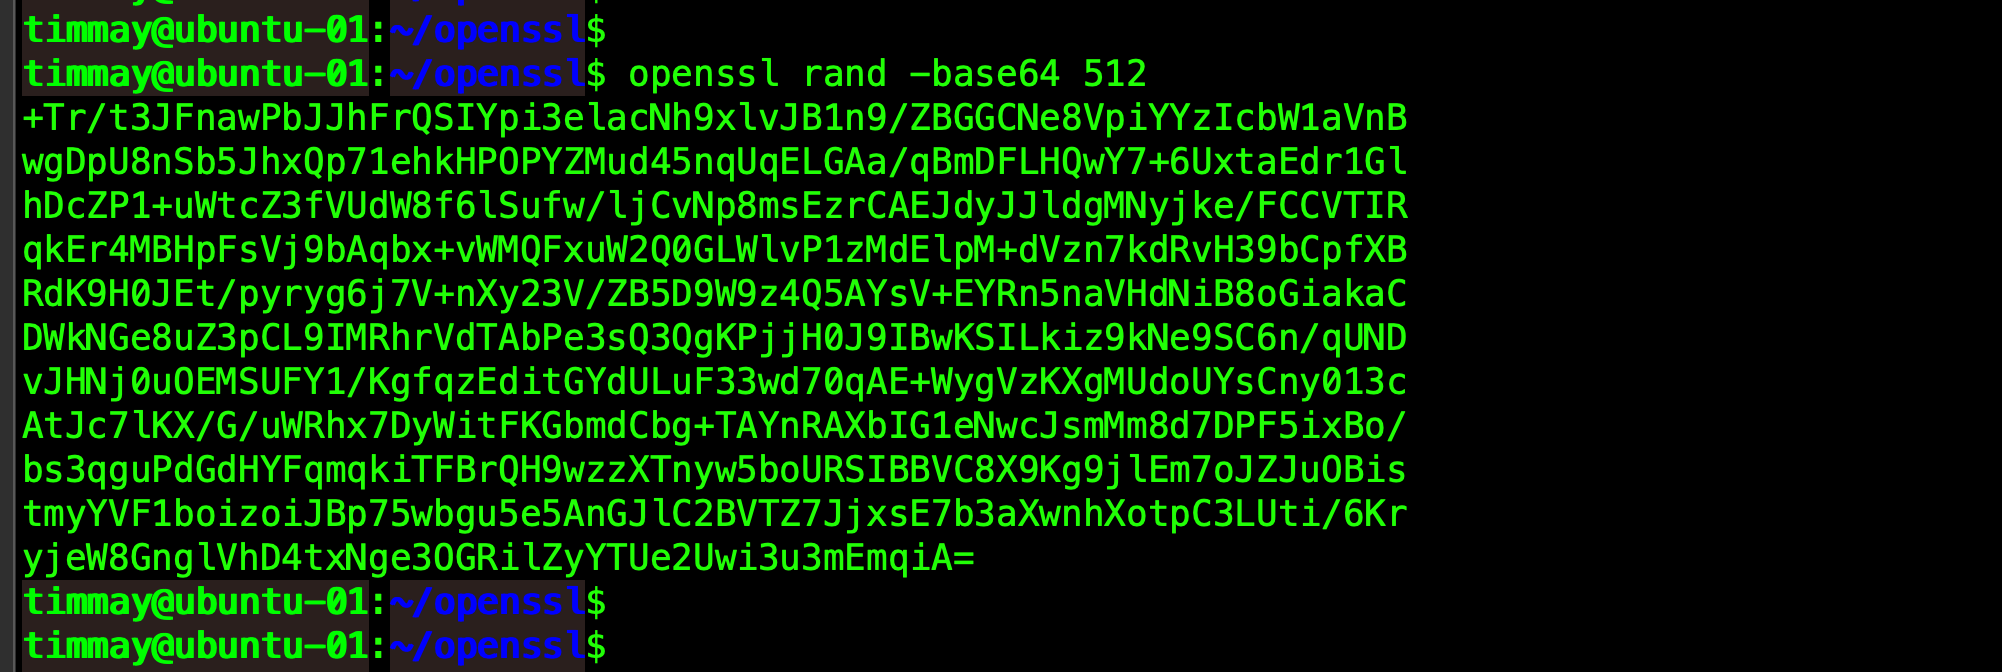 timmay@ubuntu-01:~/openssl$
timmay@ubuntu-01:~/openssl$ openssl rand -base64 512
+Tr/t3JFnawPbJJhFrQSIYpi3elacNh9xlvJB1n9/ZBGGCNe8VpiYYzIcbW1aVnB
wgDpU8nSb5JhxQp71ehkHPOPYZMud45nqUqELGAa/qBmDFLHQwY7+6UxtaEdr1Gl
hDcZP1+uWtcZ3fVUdW8f6lSufw/ljCvNp8msEzrCAEJdyJJldgMNyjke/FCCVTIR
qkEr4MBHpFsVj9bAqbx+vWMQFxuW2Q0GLWlvP1zMdElpM+dVzn7kdRvH39bCpfXB
RdK9H0JEt/pyryg6j7V+nXy23V/ZB5D9W9z4Q5AYsV+EYRn5naVHdNiB8oGiakaC
DWkNGe8uZ3pCL9IMRhrVdTAbPe3sQ3QgKPjjH0J9IBwKSILkiz9kNe9SC6n/qUND
vJHNj0uOEMSUFY1/KgfqzEditGYdULuF33wd70qAE+WygVzKXgMUdoUYsCny013c
AtJc7lKX/G/uWRhx7DyWitFKGbmdCbg+TAYnRAXbIG1eNwcJsmMm8d7DPF5ixBo/
bs3qguPdGdHYFqmqkiTFBrQH9wzzXTnyw5boURSIBBVC8X9Kg9jlEm7oJZJuOBis
tmyYVF1boizoiJBp75wbgu5e5AnGJlC2BVTZ7JjxsE7b3aXwnhXotpC3LUti/6Kr
yjeW8GnglVhD4txNge3OGRilZyYTUe2Uwi3u3mEmqiA=
timmay@ubuntu-01:~/openssl$
timmay@ubuntu-01:~/openssl$